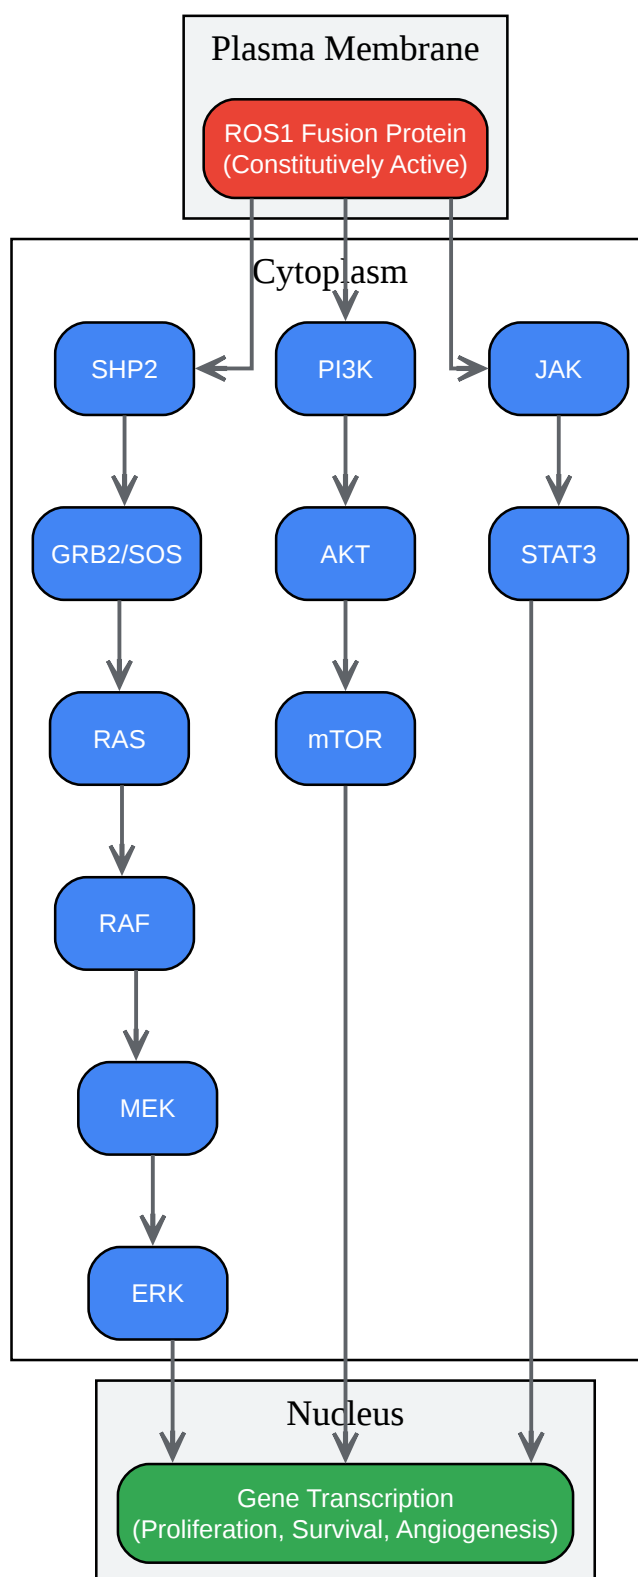 Plasma Membrane
ROS1 Fusion Protein
(Constitutively Active)
Cytoplasm
SHP2
PI3K
JAK
GRB2/SOS
AKT
STAT3
RAS
mTOR
RAF
MEK
ERK
Nucleus
Gene Transcription
(Proliferation, Survival, Angiogenesis)